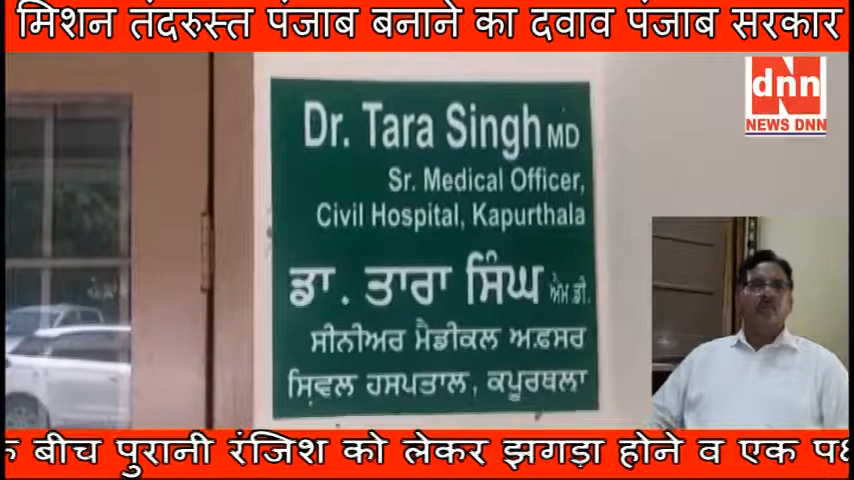 मिशन तंदरुस्त पंजाब बनाने का दवाव पंजाब सरकार
dnn
NEWS DNN
Dr. Tara Singh MD
Sr. Medical Officer,
Civil Hospital, Kapurthala
ਡਾ. ਤਾਰਾ ਸਿੰਘ ਐਮ.ਡੀ.
ਸੀਨੀਅਰ ਮੈਡੀਕਲ ਅਫ਼ਸਰ
ਸਿਵਲ ਹਸਪਤਾਲ, ਕਪੂਰਥਲਾ
बीच पुरानी रंजिश को लेकर झगड़ा होने व एक